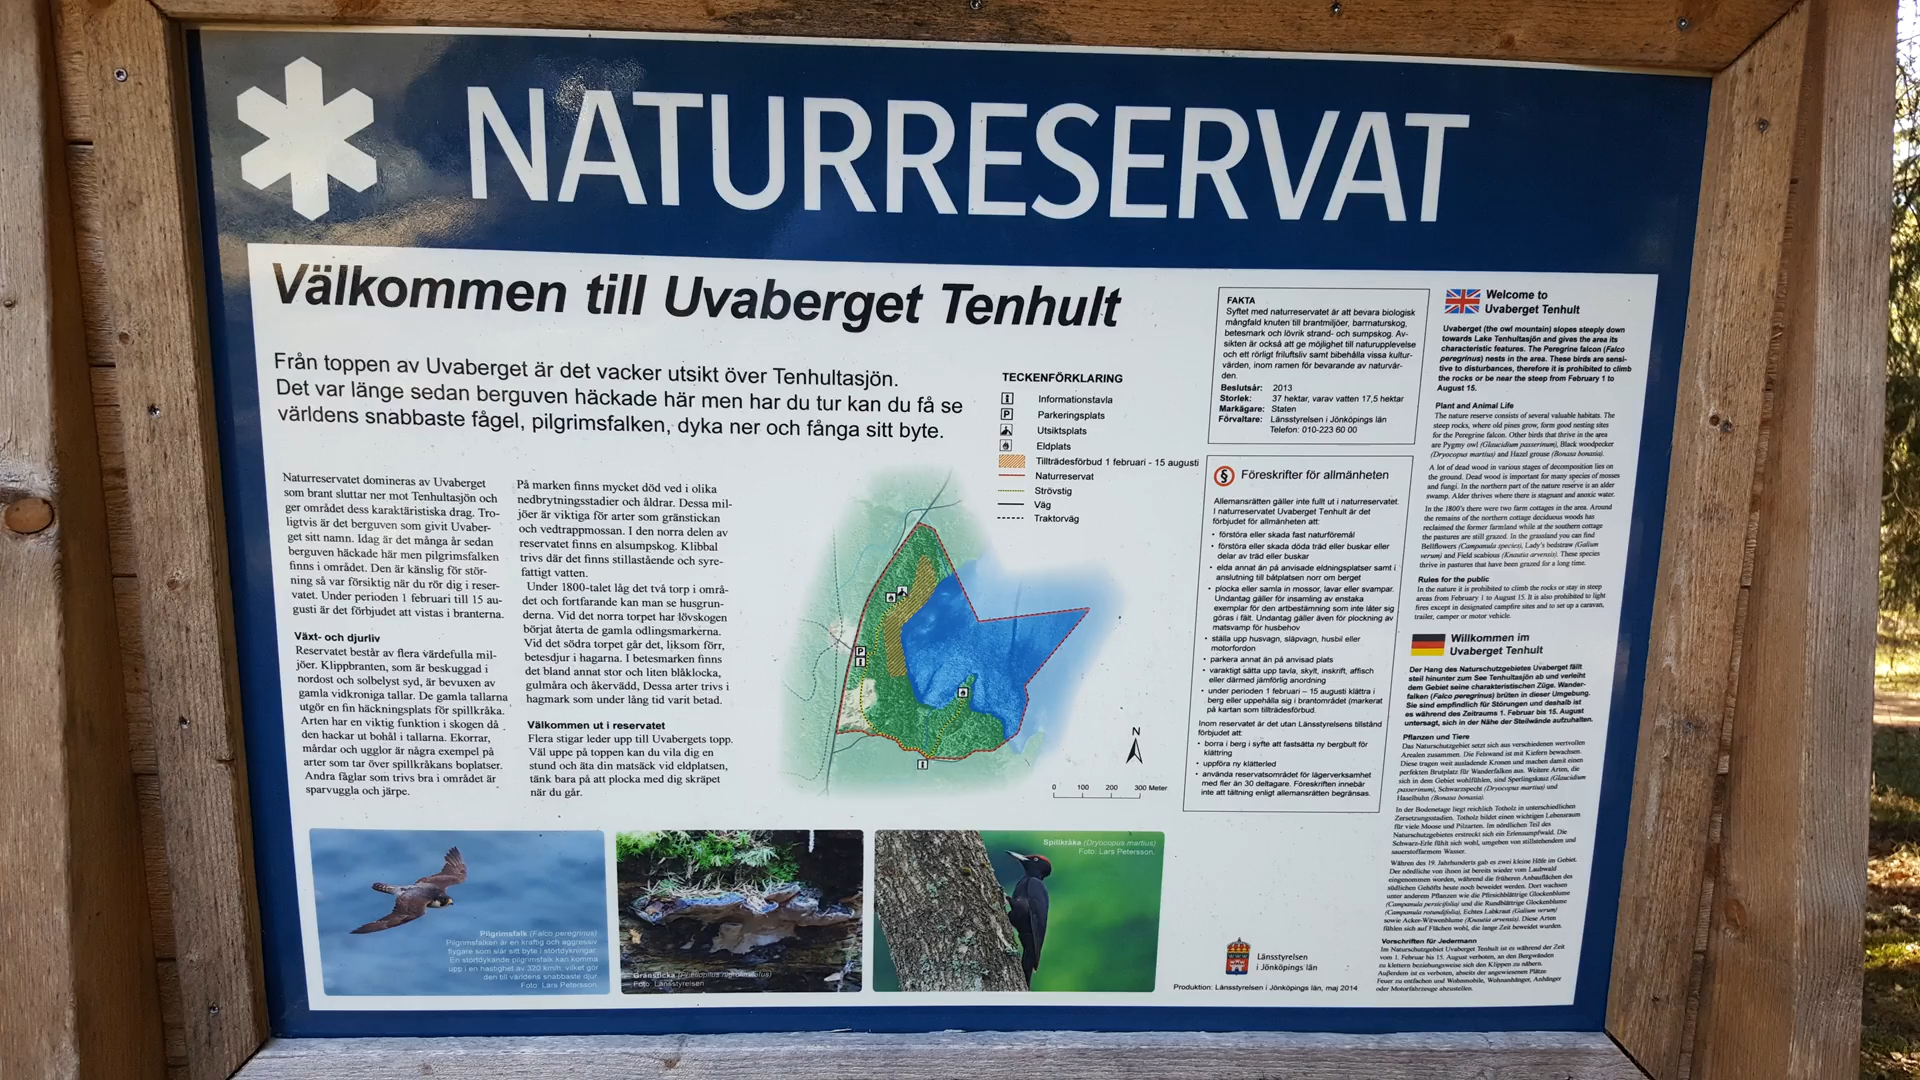 NATURRESERVAT
Välkommen till Uvaberget Tenhult
Från toppen av Uvaberget är det vacker utsikt över Tenhultasjön.
Det var länge sedan berguven häckade här men har du tur kan du få se
världens snabbaste fågel, pilgrimsfalken, dyka ner och fånga sitt byte.
Naturreservatet domineras av Uvaberget
som brant sluttar ner mot Tenhultasjön och
ger området dess karaktäristiska drag. Tro-
ligtvis är det berguven som givit Uvaber-
get sitt namn. Idag är det många år sedan
berguven häckade här men pilgrimsfalken
finns i området. Den är känslig för stör-
ning så var försiktig när du rör dig i reser-
vatet. Under perioden 1 februari till 15 au-
gusti är det förbjudet att vistas i branterna.
Växt- och djurliv
Reservatet består av flera värdefulla mil-
jöer. Klippbranten, som är beskuggad i
nordost och solbelyst syd, är bevuxen av
gamla vidkroniga tallar. De gamla tallarna
utgör en fin häckningsplats för spillkråka.
Arten har en viktig funktion i skogen då
den hackar ut bohål i tallarna. Ekorrar,
mårdar och ugglor är några exempel på
arter som tar över spillkråkans boplatser.
Andra fåglar som trivs bra i området är
sparvuggla och järpe.
På marken finns mycket död ved i olika
nedbrytningsstadier och åldrar. Dessa mil-
jöer är viktiga för arter som gränstickan
och vedtrappmossan. I den norra delen av
reservatet finns en alsumpskog. Klibbal
trivs där det finns stillastående och syre-
fattigt vatten.
Under 1800-talet låg det två torp i områ-
det och fortfarande kan man se husgrun-
derna. Vid det norra torpet har lövskogen
börjat återta de gamla odlingsmarkerna.
Vid det södra torpet går det, liksom förr,
betesdjur i hagarna. I betesmarken finns
det bland annat stor och liten blåklocka,
gulmåra och åkervädd, Dessa arter trivs i
hagmark som under lång tid varit betad.
Välkommen ut i reservatet
Flera stigar leder upp till Uvabergets topp.
Väl uppe på toppen kan du vila dig en
stund och äta din matsäck vid eldplatsen,
tänk bara på att plocka med dig skräpet
när du går.
TECKENFÖRKLARING
i Informationstavla
P Parkeringsplats
Utsiktsplats
Eldplats
Tillträdesförbud 1 februari - 15 augusti
Naturreservat
Strövstig
Väg
Traktorväg
P
i
i
N
0 100 200 300 Meter
FAKTA
Syftet med naturreservatet är att bevara biologisk
mångfald knuten till brantmiljöer, barrnaturskog,
betesmark och lövrik strand- och sumpskog. Av-
sikten är också att ge möjlighet till naturupplevelse
och ett rörligt friluftsliv samt bibehålla vissa kultur-
värden, inom ramen för bevarande av naturvär-
den.
Beslutsår: 2013
Storlek: 37 hektar, varav vatten 17,5 hektar
Markägare: Staten
Förvaltare: Länsstyrelsen i Jönköpings län
Telefon: 010-223 60 00
§ Föreskrifter för allmänheten
Allemansrätten gäller inte fullt ut i naturreservatet.
I naturreservatet Uvaberget Tenhult är det
förbjudet för allmänheten att:
• förstöra eller skada fast naturföremål
• förstöra eller skada döda träd eller buskar eller
delar av träd eller buskar
• elda annat än på anvisade eldningsplatser samt i
anslutning till båtplatsen norr om berget
• plocka eller samla in mossor, lavar eller svampar.
Undantag gäller för insamling av enstaka
exemplar för den artbestämning som inte låter sig
göras i fält. Undantag gäller även för plockning av
matsvamp för husbehov
• ställa upp husvagn, släpvagn, husbil eller
motorfordon
• parkera annat än på anvisad plats
• varaktigt sätta upp tavla, skylt, inskrift, affisch
eller därmed jämförlig anordning
• under perioden 1 februari – 15 augusti klättra i
berg eller uppehålla sig i brantområdet (markerat
på kartan som tillträdesförbud.
Inom reservatet är det utan Länsstyrelsens tillstånd
förbjudet att:
• borra i berg i syfte att fastsätta ny bergbult för
klättring
• uppföra ny klätterled
• använda reservatsområdet för lägerverksamhet
med fler än 30 deltagare. Föreskriften innebär
inte att tältning enligt allemansrätten begränsas.
Welcome to
Uvaberget Tenhult
Uvaberget (the owl mountain) slopes steeply down
towards Lake Tenhultasjön and gives the area its
characteristic features. The Peregrine falcon (Falco
peregrinus) nests in the area. These birds are sensi-
tive to disturbances, therefore it is prohibited to climb
the rocks or be near the steep from February 1 to
August 15.
Plant and Animal Life
The nature reserve consists of several valuable habitats. The
steep rocks, where old pines grow, form good nesting sites
for the Peregrine falcon. Other birds that thrive in the area
are Pygmy owl (Glaucidium passerinum), Black woodpecker
(Dryocopus martius) and Hazel grouse (Bonasa bonasia).
A lot of dead wood in various stages of decomposition lies on
the ground. Dead wood is important for many species of mosses
and fungi. In the northern part of the nature reserve is an alder
swamp. Alder thrives where there is stagnant and anoxic water.
In the 1800's there were two farm cottages in the area. Around
the remains of the northern cottage deciduous woods has
reclaimed the former farmland while at the southern cottage
the pastures are still grazed. In the grassland you can find
Bellflowers (Campanula species), Lady's bedstraw (Galium
verum) and Field scabious (Knautia arvensis). These species
thrive in pastures that have been grazed for a long time.
Rules for the public
In the nature it is prohibited to climb the rocks or stay in steep
areas from February 1 to August 15. It is also prohibited to light
fires except in designated campfire sites and to set up a caravan,
trailer, camper or motor vehicle.
Willkommen im
Uvaberget Tenhult
Der Hang des Naturschutzgebietes Uvaberget fällt
steil hinunter zum See Tenhultasjön ab und verleiht
dem Gebiet seine charakteristischen Züge. Wander-
falken (Falco peregrinus) brüten in dieser Umgebung.
Sie sind empfindlich für Störungen und deshalb ist
es während des Zeitraums 1. Februar bis 15. August
untersagt, sich in der Nähe der Steilwände aufzuhalten.
Pflanzen und Tiere
Das Naturschutzgebiet setzt sich aus verschiedenen wertvollen
Arealen zusammen. Die Felswand ist mit Kiefern bewachsen.
Diese tragen weit ausladende Kronen und machen damit einen
perfekten Brutplatz für Wanderfalken aus. Weitere Arten, die
sich in dem Gebiet wohlfühlen, sind Sperlingskauz (Glaucidium
passerinum), Schwarzspecht (Dryocopus martius) und
Haselhuhn (Bonasa bonasia).
In der Bodenetage liegt reichlich Totholz in unterschiedlichen
Zersetzungsstadien. Totholz bildet einen wichtigen Lebensraum
für viele Moose und Pilzarten. Im nördlichen Teil des
Naturschutzgebietes erstreckt sich ein Erlensumpfwald. Die
Schwarz-Erle fühlt sich wohl, umgeben von stillstehendem und
sauerstoffarmem Wasser.
Während des 19. Jahrhunderts gab es zwei kleine Höfe im Gebiet.
Der nördliche von ihnen ist bereits wieder vom Laubwald
eingenommen worden, während die früheren Anbauflächen des
südlichen Gehöfts heute noch beweidet werden. Dort wachsen
unter anderem Pflanzen wie die Pfirsichblättrige Glockenblume
(Campanula persicifolia) und die Rundblättrige Glockenblume
(Campanula rotundifolia), Echtes Labkraut (Galium verum)
sowie Acker-Witwenblume (Knautia arvensis). Diese Arten
fühlen sich auf Flächen wohl, die lange Zeit beweidet wurden.
Vorschriften für Jedermann
Im Naturschutzgebiet Uvaberget Tenhult ist es während der Zeit
vom 1. Februar bis 15. August verboten, an den Bergwänden
zu klettern beziehungsweise sich den Klippen zu nähern.
Außerdem ist es verboten, abseits der angewiesenen Plätze
Feuer zu entfachen und Wohnmobile, Wohnanhänger, Anhänger
oder Motorfahrzeuge abzustellen.
Pilgrimsfalk (Falco peregrinus)
Pilgrimsfalken är en kraftig och aggressiv
flygare som slår sitt byte i störtdykningar.
En störtdykande pilgrimsfalk kan komma
upp i en hastighet av 320 km/h, vilket gör
den till världens snabbaste djur.
Foto: Lars Petersson.
Gränsticka
Foto: Länsstyrelsen
Spillkråka (Dryocopus martius)
Foto: Lars Petersson.
Länsstyrelsen
i Jönköpings län
Produktion: Länsstyrelsen i Jönköpings län, maj 2014